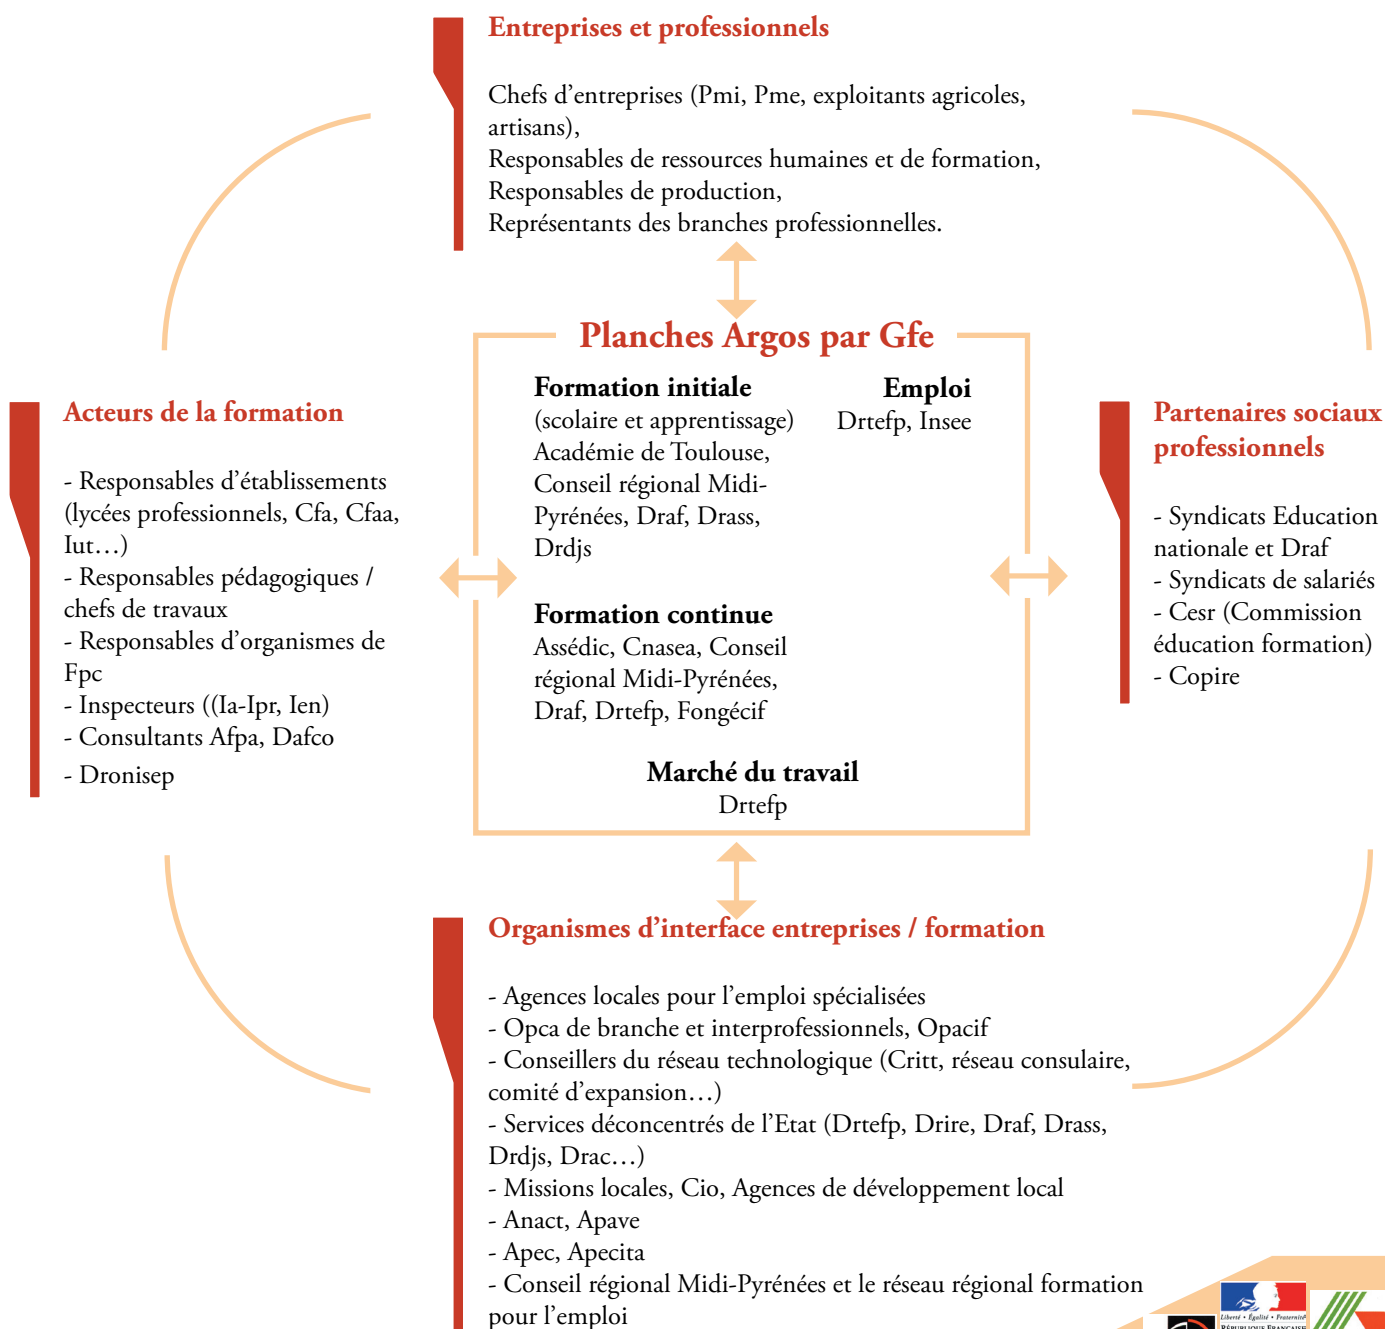 Entreprises et professionnels
Chefs d’entreprises (Pmi, Pme, exploitants agricoles,
artisans),
Responsables de ressources humaines et de formation,
Responsables de production,
Représentants des branches professionnelles.
Planches Argos par Gfe
Formation initiale
(scolaire et apprentissage)
Académie de Toulouse,
Conseil régional Midi-
Pyrénées, Draf, Drass,
Drdjs
Emploi
Drtefp, Insee
Formation continue
Assédic, Cnasea, Conseil
régional Midi-Pyrénées,
Draf, Drtefp, Fongécif
Marché du travail
Drtefp
Acteurs de la formation
- Responsables d’établissements
(lycées professionnels, Cfa, Cfaa,
Iut…)
- Responsables pédagogiques /
chefs de travaux
- Responsables d’organismes de
Fpc
- Inspecteurs ((Ia-Ipr, Ien)
- Consultants Afpa, Dafco
- Dronisep
Partenaires sociaux
professionnels
- Syndicats Education
nationale et Draf
- Syndicats de salariés
- Cesr (Commission
éducation formation)
- Copire
Organismes d’interface entreprises / formation
- Agences locales pour l’emploi spécialisées
- Opca de branche et interprofessionnels, Opacif
- Conseillers du réseau technologique (Critt, réseau consulaire,
comité d’expansion…)
- Services déconcentrés de l’Etat (Drtefp, Drire, Draf, Drass,
Drdjs, Drac…)
- Missions locales, Cio, Agences de développement local
- Anact, Apave
- Apec, Apecita
- Conseil régional Midi-Pyrénées et le réseau régional formation
pour l’emploi
Liberté • Égalité • Fraternité
RÉPUBLIQUE FRANÇAISE